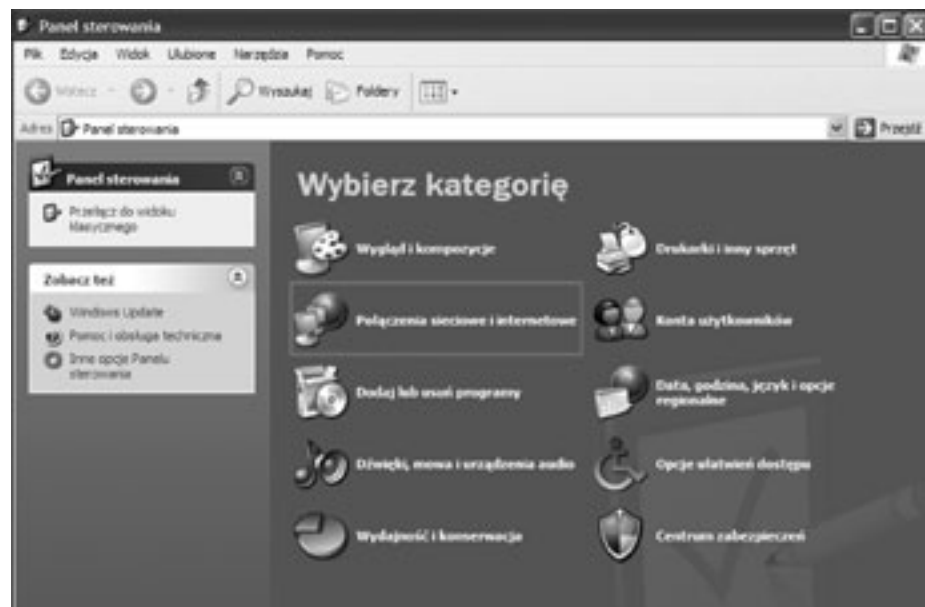 Panel sterowania
Plik Edycja Widok Ulubione Narzędzia Pomoc
Wstecz Wyszukaj Foldery
Adres Panel sterowania Przejdź
Panel sterowania
Przełącz do widoku
klasycznego
Zobacz też
Windows Update
Pomoc i obsługa techniczna
Inne opcje Panelu
sterowania
Wybierz kategorię
Wygląd i kompozycje
Drukarki i inny sprzęt
Połączenia sieciowe i internetowe
Konta użytkowników
Dodaj lub usuń programy
Data, godzina, język i opcje
regionalne
Dźwięki, mowa i urządzenia audio
Opcje ułatwień dostępu
Wydajność i konserwacja
Centrum zabezpieczeń